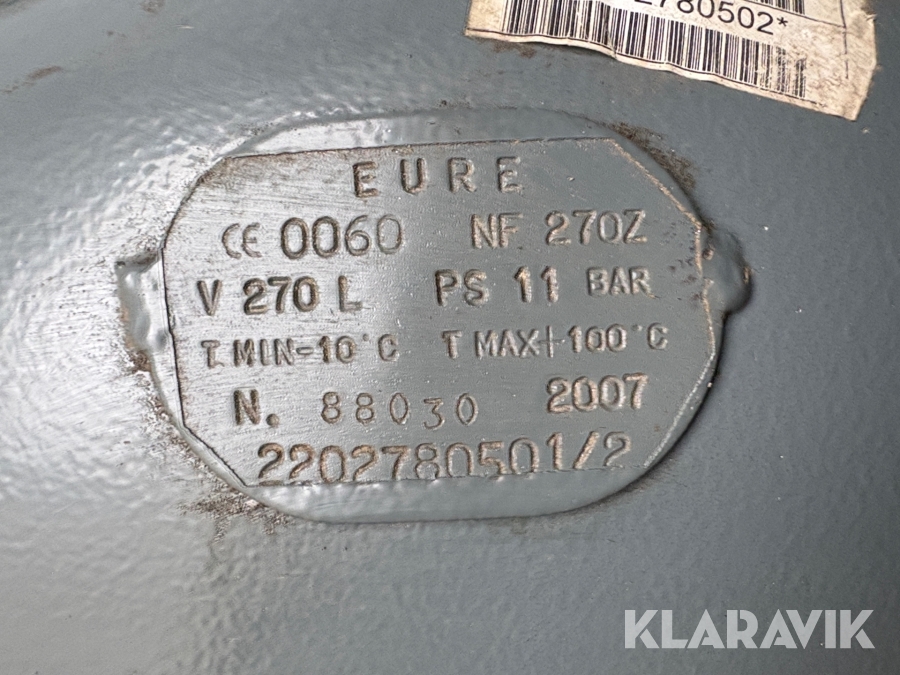 2780502*
EURE
CE 0060 NF 270Z
V 270 L PS 11 BAR
T.MIN-10°C T MAX+100°C
N. 88030 2007
2202780501/2
KLARAVIK